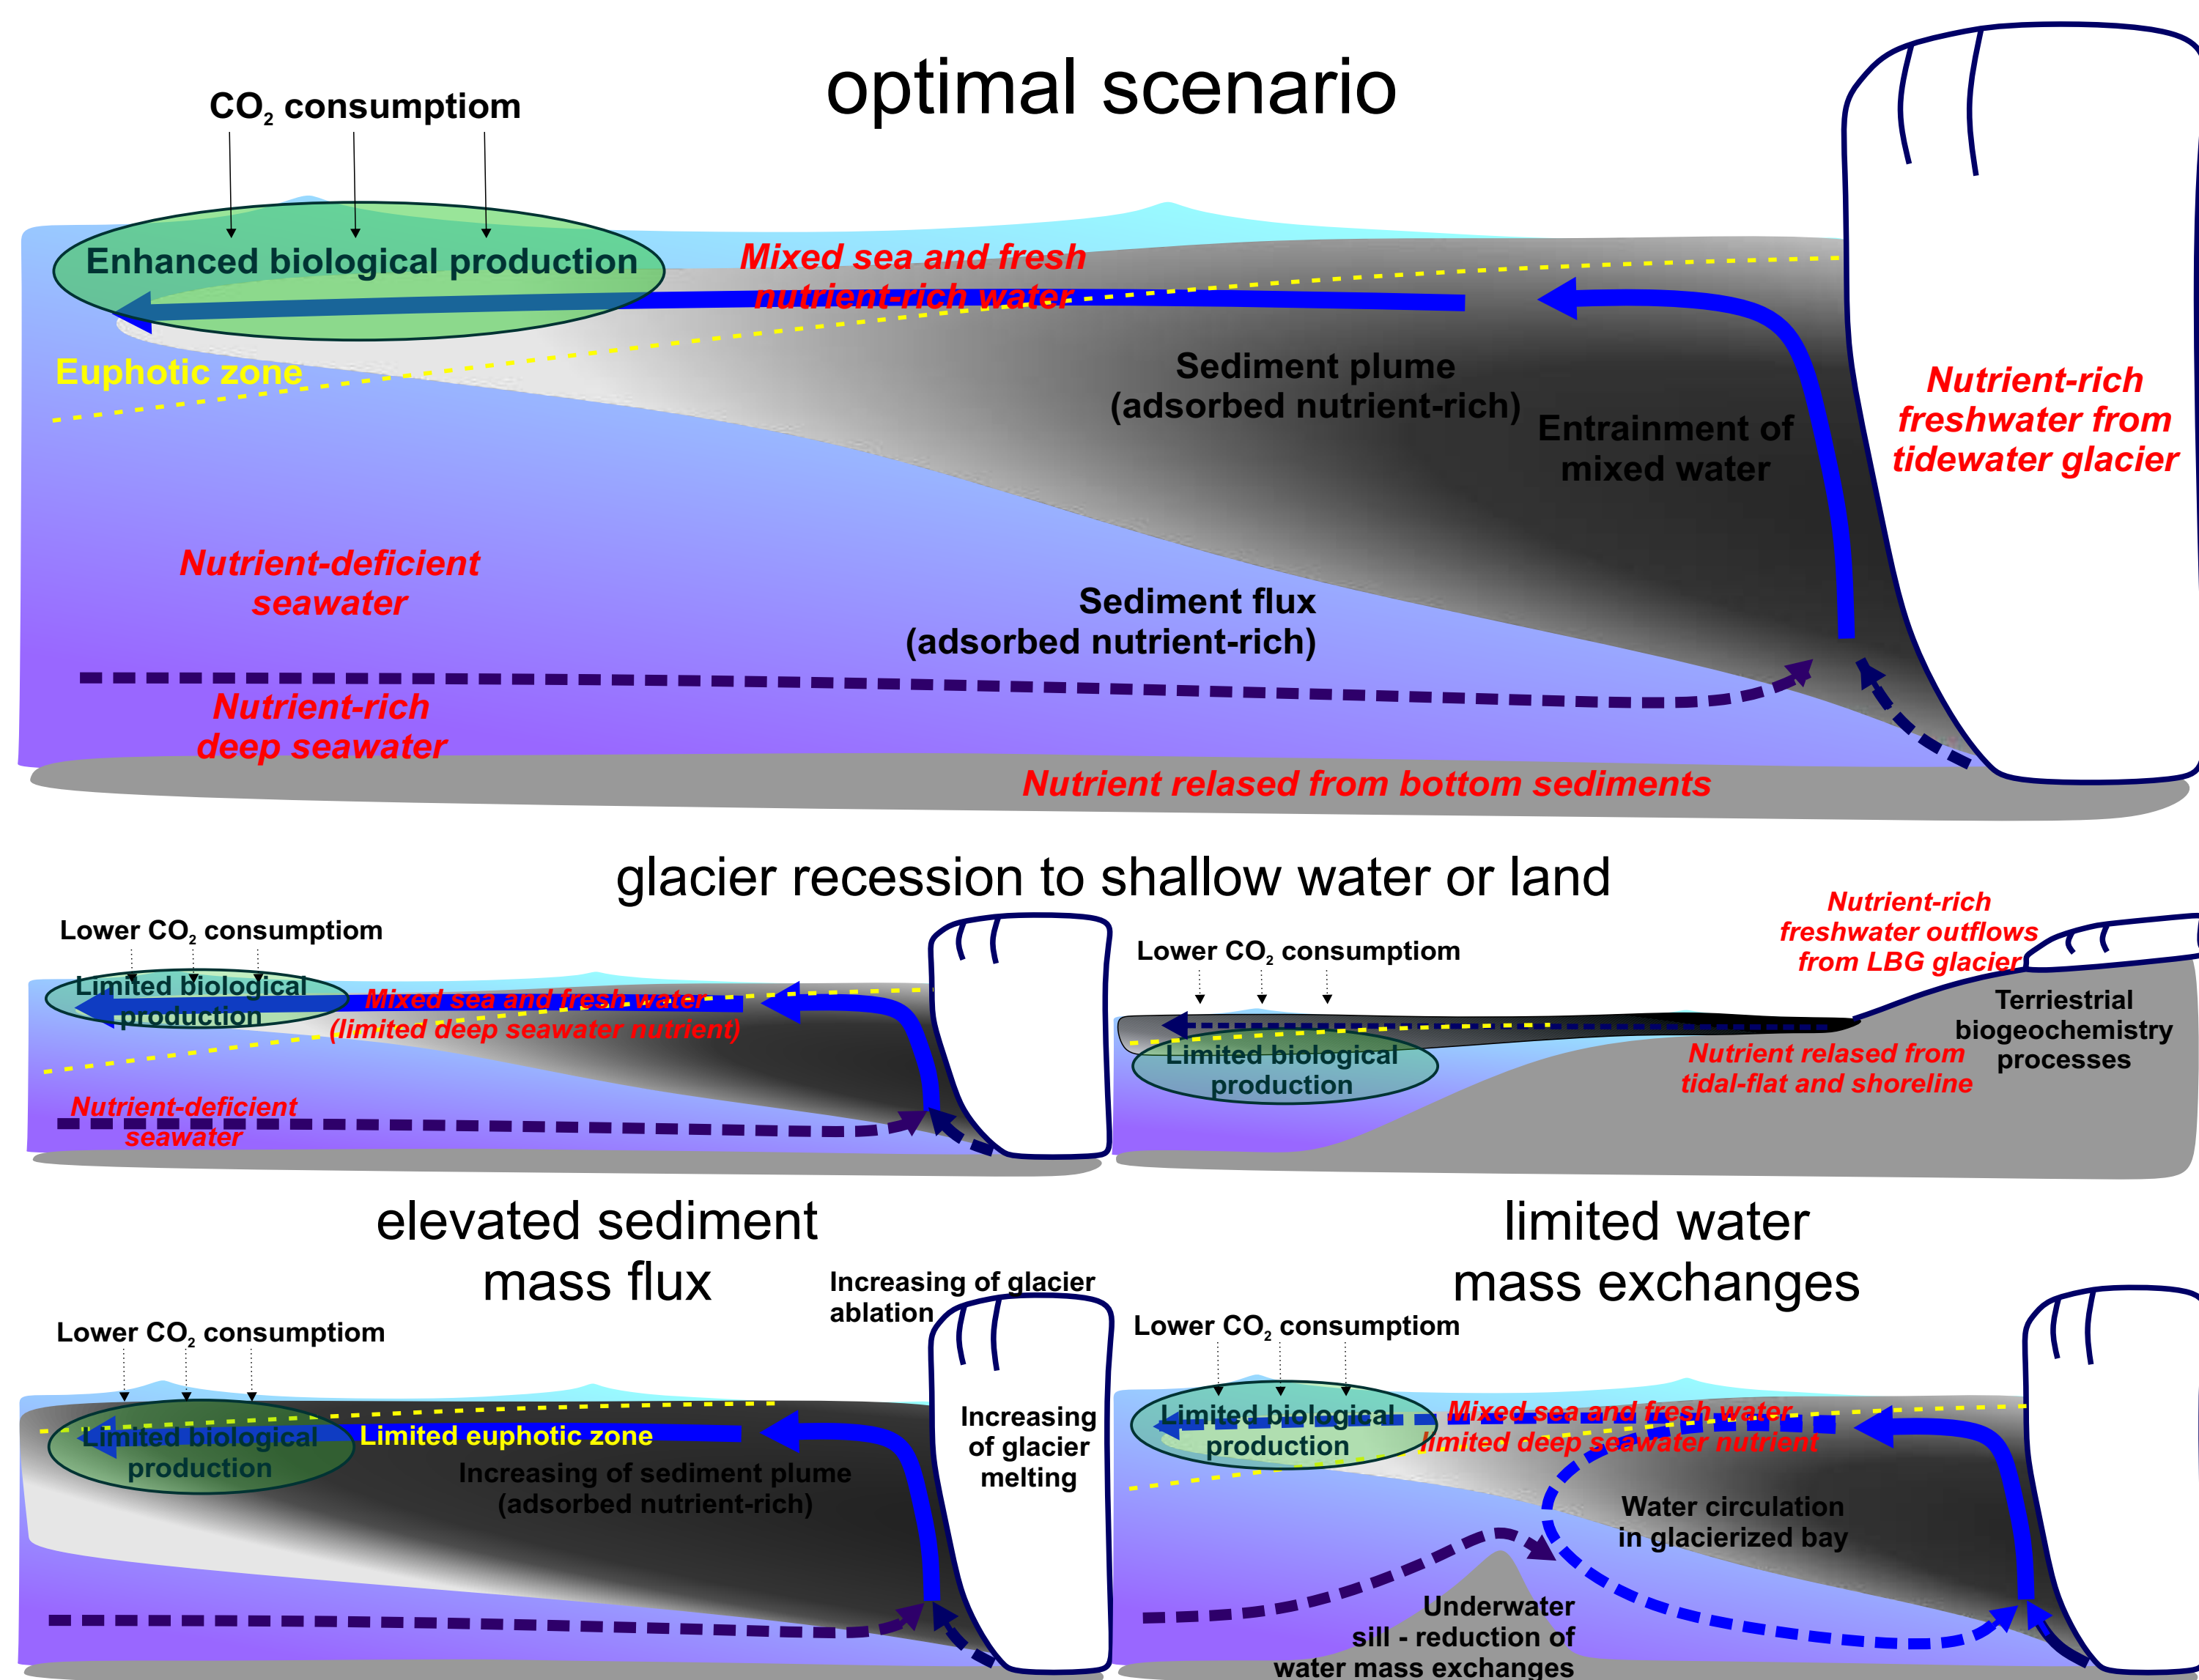 optimal scenario
CO₂ consumptiom
Enhanced biological production
Mixed sea and fresh
nutrient-rich water
Euphotic zone
Sediment plume
(adsorbed nutrient-rich)
Entrainment of
mixed water
Nutrient-rich
freshwater from
tidewater glacier
Nutrient-deficient
seawater
Sediment flux
(adsorbed nutrient-rich)
Nutrient-rich
deep seawater
Nutrient relased from bottom sediments
glacier recession to shallow water or land
Lower CO₂ consumptiom
Limited biological
production
Mixed sea and fresh water
(limited deep seawater nutrient)
Nutrient-deficient
seawater
Lower CO₂ consumptiom
Nutrient-rich
freshwater outflows
from LBG glacier
Terriestrial
biogeochemistry
processes
Limited biological
production
Nutrient relased from
tidal-flat and shoreline
elevated sediment
mass flux
Increasing of glacier
ablation
Lower CO₂ consumptiom
Limited biological
production
Limited euphotic zone
Increasing of sediment plume
(adsorbed nutrient-rich)
Increasing
of glacier
melting
limited water
mass exchanges
Lower CO₂ consumptiom
Limited biological
production
Mixed sea and fresh water
limited deep seawater nutrient
Water circulation
in glacierized bay
Underwater
sill - reduction of
water mass exchanges